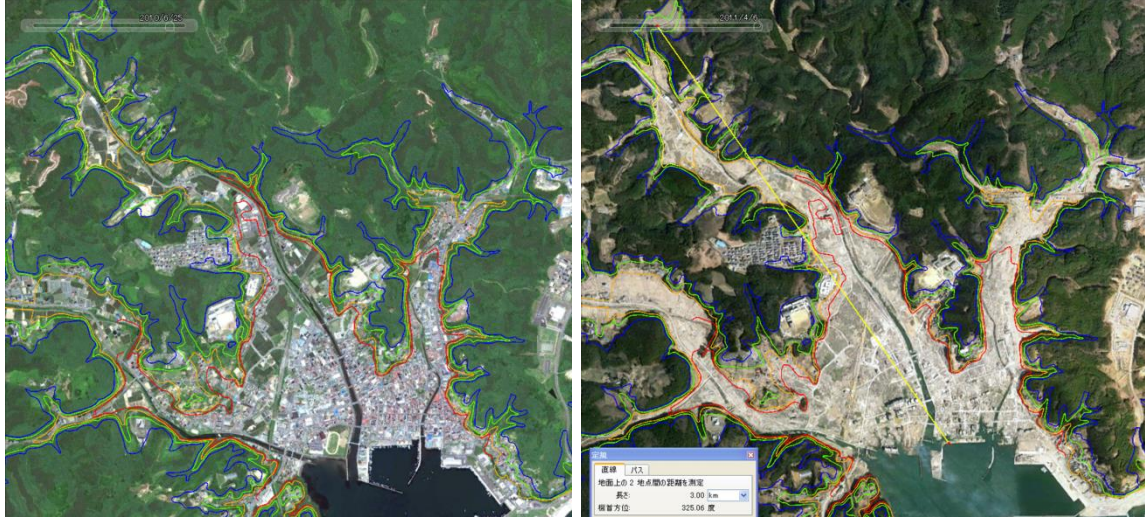 2010/6/25
2011/4/6
定規
直線 パス
地面上の 2 地点間の距離を測定
長さ: 3.00 km
機首方位: 325.06 度